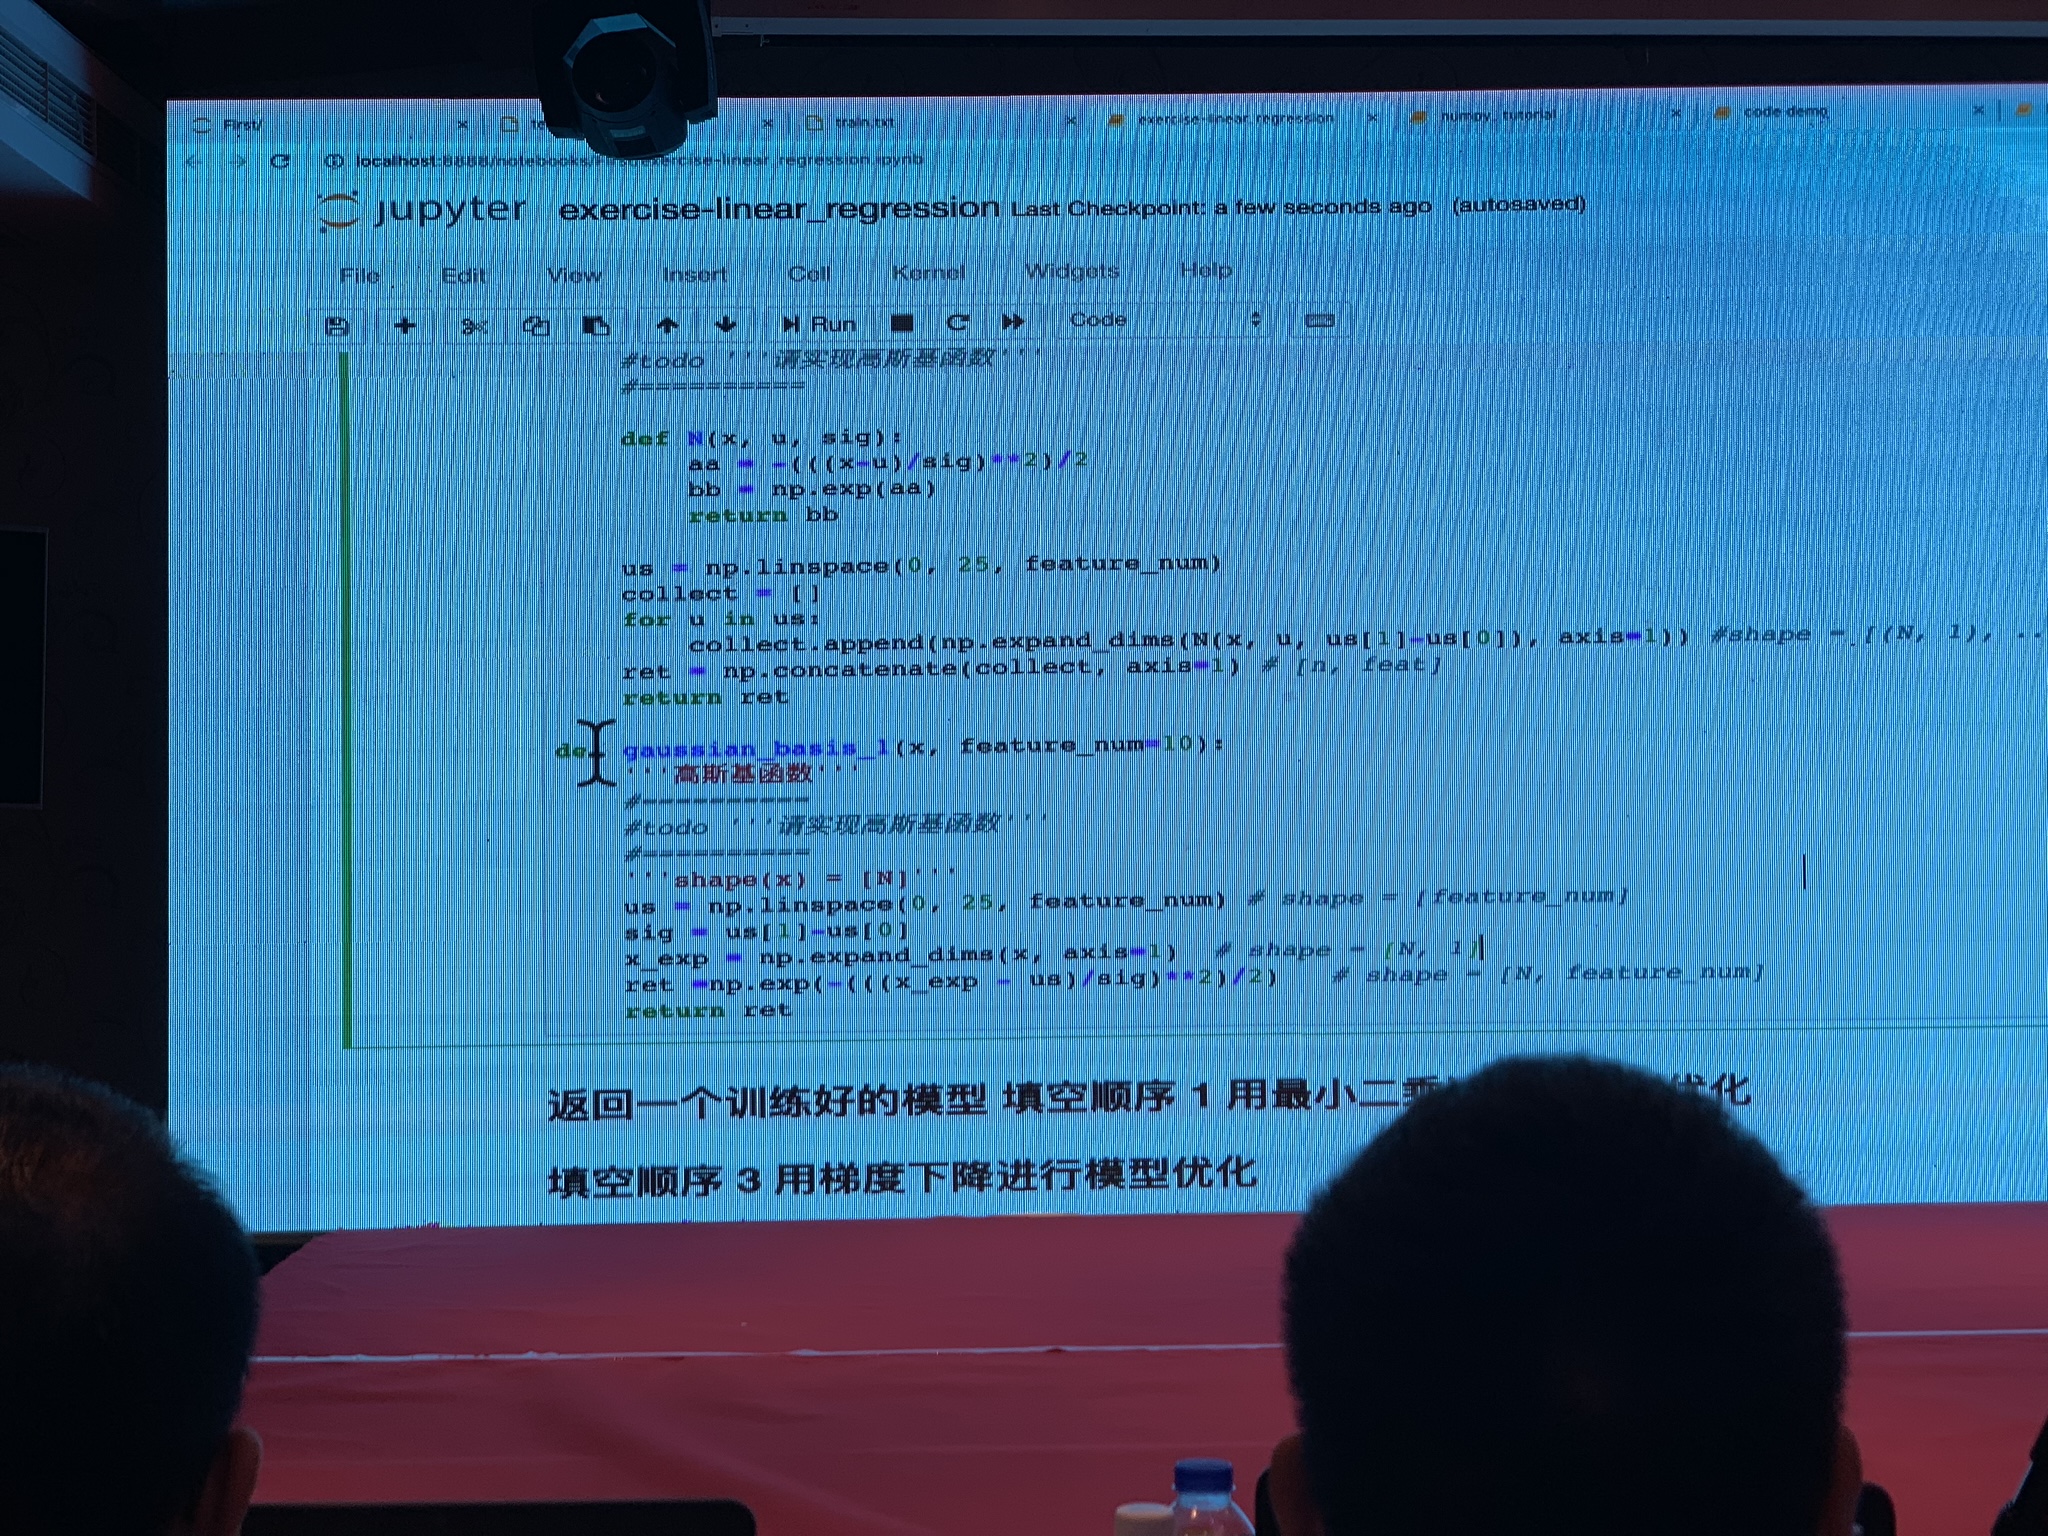 First/
train.txt
exercise-linear_regression
numpy_tutorial
code demo
localhost:8888/notebooks/ ercise-linear_regression.ipynb
jupyter exercise-linear_regression Last Checkpoint: a few seconds ago (autosaved)
File Edit View Insert Cell Kernel Widgets Help
Run Code
#todo '''请实现高斯基函数'''
#==========
def N(x, u, sig):
aa = -(((x-u)/sig)**2)/2
bb = np.exp(aa)
return bb
us = np.linspace(0, 25, feature_num)
collect = []
for u in us:
collect.append(np.expand_dims(N(x, u, us[1]-us[0]), axis=1)) #shape = [(N, 1), ..
ret = np.concatenate(collect, axis=1) # [n, feat]
return ret
def gaussian_basis_1(x, feature_num=10):
'''高斯基函数'''
#==========
#todo '''请实现高斯基函数'''
#==========
'''shape(x) = [N]'''
us = np.linspace(0, 25, feature_num) # shape = [feature_num]
sig = us[1]-us[0]
x_exp = np.expand_dims(x, axis=1) # shape = [N, 1]
ret =np.exp(-(((x_exp - us)/sig)**2)/2) # shape = [N, feature_num]
return ret
返回一个训练好的模型 填空顺序 1 用最小二乘 优化
填空顺序 3 用梯度下降进行模型优化